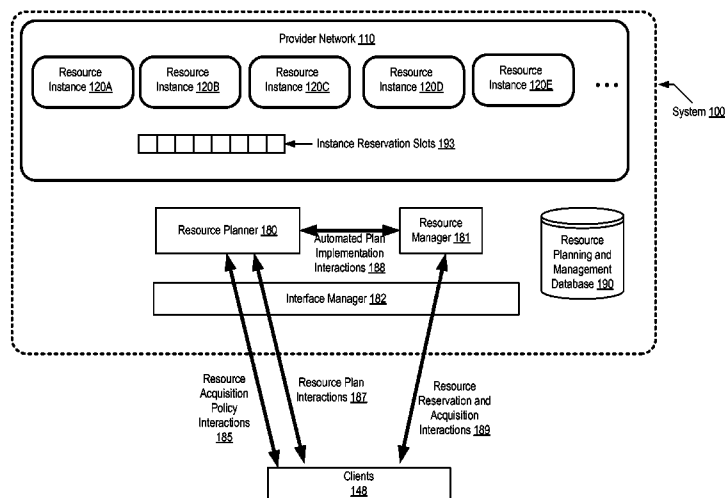 Provider Network 110
Resource
Instance 120A
Resource
Instance 120B
Resource
Instance 120C
Resource
Instance 120D
Resource
Instance 120E
System 100
Instance Reservation Slots 193
Resource Planner 180
Automated Plan
Implementation
Interactions 188
Resource
Manager 181
Resource
Planning and
Management
Database 190
Interface Manager 182
Resource
Acquisition
Policy
Interactions
185
Resource Plan
Interactions 187
Resource
Reservation and
Acquisition
Interactions 189
Clients
148